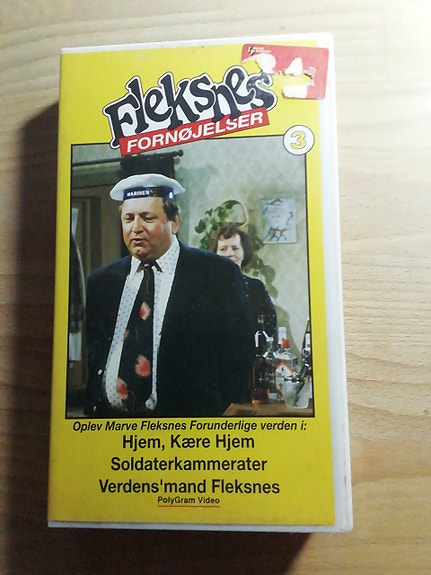 Fleksnes
FORNØJELSER
3
MARINEN
Oplev Marve Fleksnes Forunderlige verden i:
Hjem, Kære Hjem
Soldaterkammerater
Verdens'mand Fleksnes
PolyGram Video